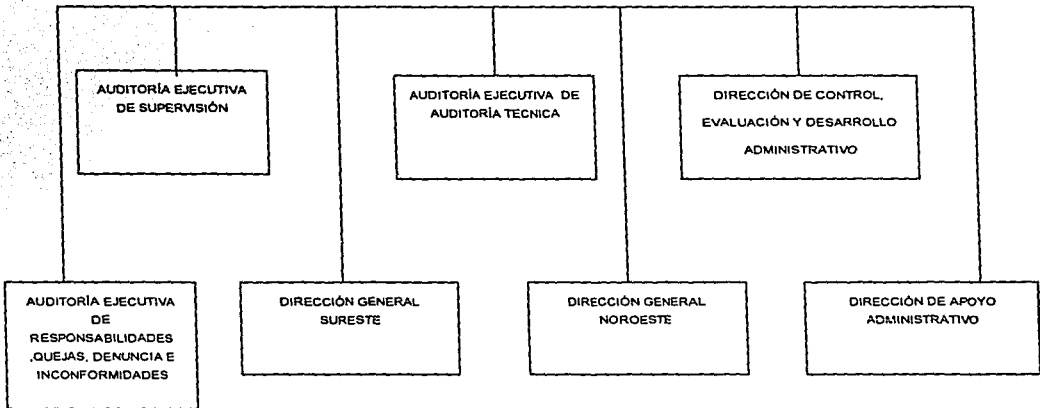 AUDITORÍA EJECUTIVA
DE SUPERVISIÓN
AUDITORÍA EJECUTIVA DE
AUDITORÍA TECNICA
DIRECCIÓN DE CONTROL,
EVALUACIÓN Y DESARROLLO
ADMINISTRATIVO
AUDITORÍA EJECUTIVA
DE
RESPONSABILIDADES
,QUEJAS, DENUNCIA E
INCONFORMIDADES
DIRECCIÓN GENERAL
SURESTE
DIRECCIÓN GENERAL
NOROESTE
DIRECCIÓN DE APOYO
ADMINISTRATIVO